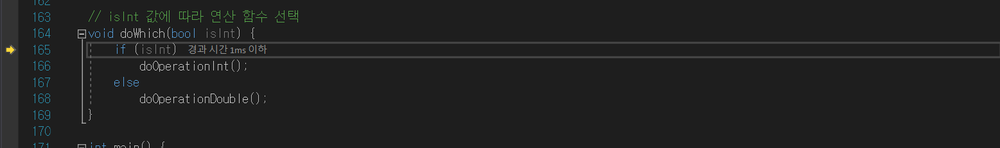 162
163 // isInt 값에 따라 연산 함수 선택
164 void doWhich(bool isInt) {
165 if (isInt) 경과 시간 1ms 이하
166 doOperationInt();
167 else
168 doOperationDouble();
169 }
170
171 int main() {